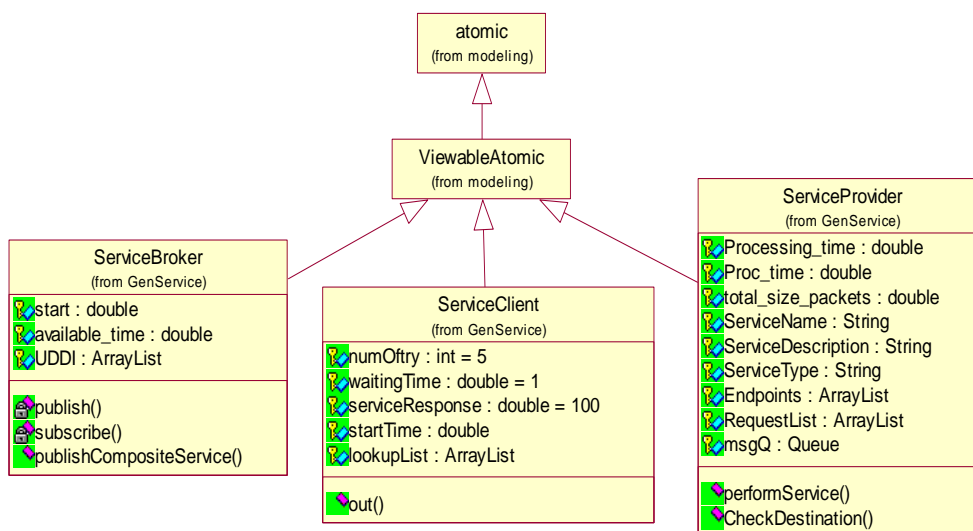 atomic
(from modeling)
ViewableAtomic
(from modeling)
ServiceBroker
(from GenService)
start : double
available_time : double
UDDI : ArrayList
publish()
subscribe()
publishCompositeService()
ServiceClient
(from GenService)
numOftry : int = 5
waitingTime : double = 1
serviceResponse : double = 100
startTime : double
lookupList : ArrayList
out()
ServiceProvider
(from GenService)
Processing_time : double
Proc_time : double
total_size_packets : double
ServiceName : String
ServiceDescription : String
ServiceType : String
Endpoints : ArrayList
RequestList : ArrayList
msgQ : Queue
performService()
CheckDestination()